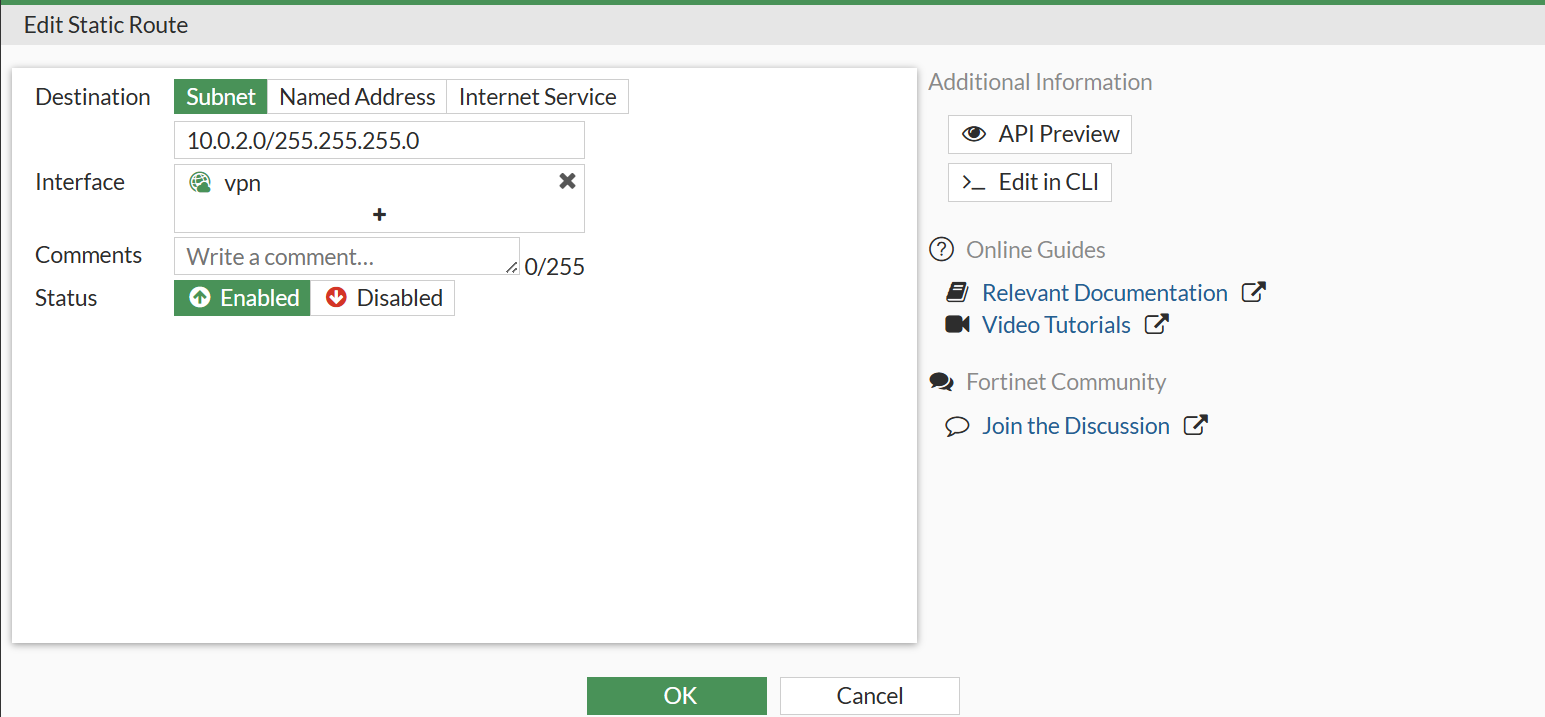 Edit Static Route
Destination
Subnet
Named Address
Internet Service
10.0.2.0/255.255.255.0
Interface
vpn
Comments
Write a comment...
0/255
Status
Enabled
Disabled
Additional Information
API Preview
>_ Edit in CLI
Online Guides
Relevant Documentation
Video Tutorials
Fortinet Community
Join the Discussion
OK
Cancel